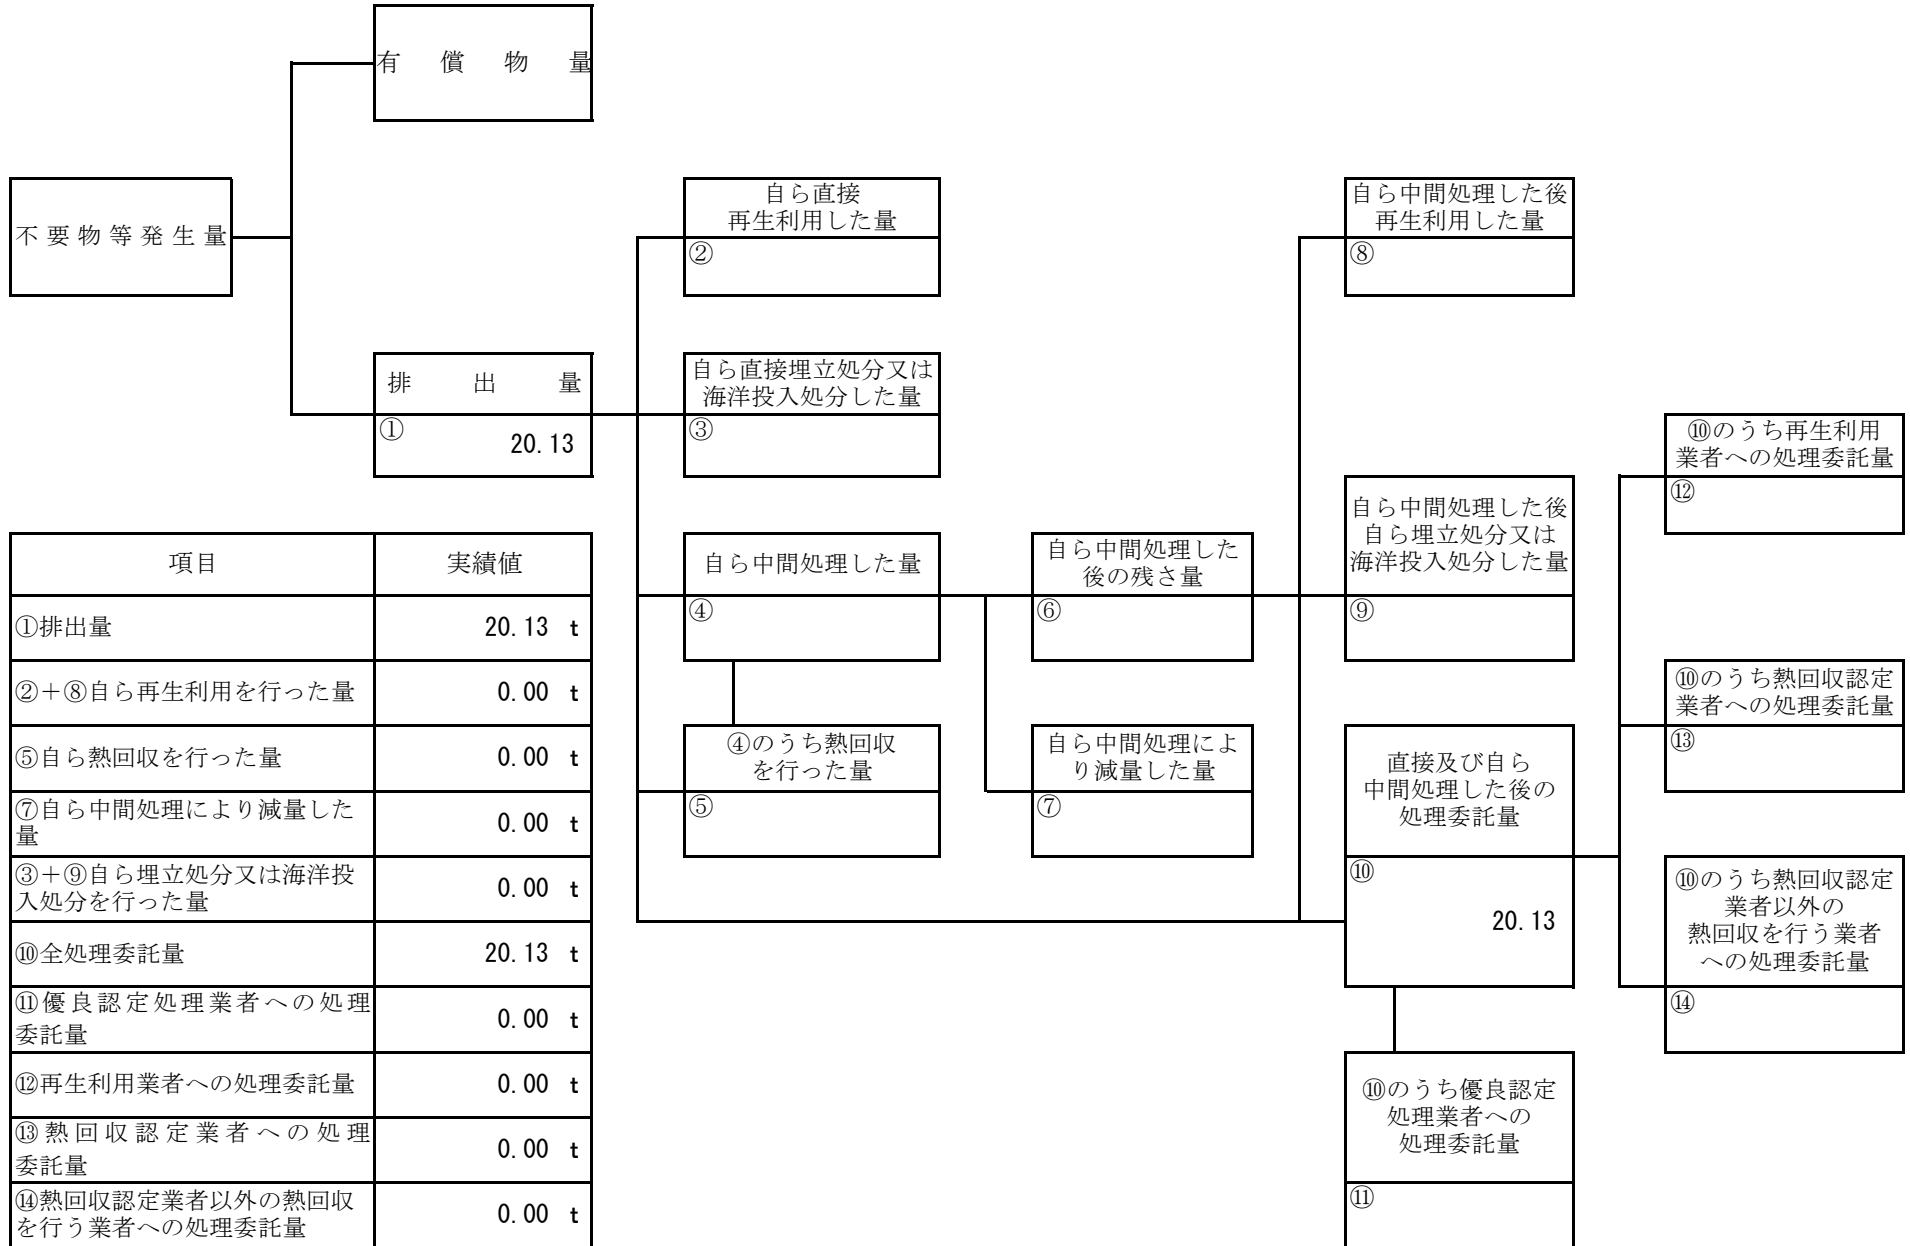 有償物量
不要物等発生量
排出量
①
20.13
自ら直接
再生利用した量
②
自ら直接埋立処分又は
海洋投入処分した量
③
自ら中間処理した量
④
④のうち熱回収
を行った量
⑤
自ら中間処理した
後の残さ量
⑥
自ら中間処理によ
り減量した量
⑦
自ら中間処理した後
再生利用した量
⑧
自ら中間処理した後
自ら埋立処分又は
海洋投入処分した量
⑨
直接及び自ら
中間処理した後の
処理委託量
⑩
20.13
⑩のうち優良認定
処理業者への
処理委託量
⑪
⑩のうち再生利用
業者への処理委託量
⑫
⑩のうち熱回収認定
業者への処理委託量
⑬
⑩のうち熱回収認定
業者以外の
熱回収を行う業者
への処理委託量
⑭
項目 実績値
①排出量 20.13 t
②+⑧自ら再生利用を行った量 0.00 t
⑤自ら熱回収を行った量 0.00 t
⑦自ら中間処理により減量した
量 0.00 t
③+⑨自ら埋立処分又は海洋投
入処分を行った量 0.00 t
⑩全処理委託量 20.13 t
⑪優良認定処理業者への処理
委託量 0.00 t
⑫再生利用業者への処理委託量 0.00 t
⑬熱回収認定業者への処理
委託量 0.00 t
⑭熱回収認定業者以外の熱回収
を行う業者への処理委託量 0.00 t